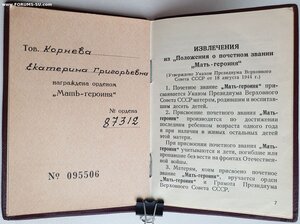 WWW.FORUMS-SU.COM
Тов. Корнева
Екатерина Григорьевна
награждена
орденом
„Мать-героиня“
№ ордена
87312
№ 095506
ИЗВЛЕЧЕНИЯ
из „Положения о почетном звании
„Мать-героиня“
(Утверждено Указом Президиума Верховного
Совета СССР от 18 августа 1944 г.)
1. Почетное звание „Мать-героиня“ при-
сваивается Указом Президиума Верховного
Совета СССР матерям, родившим и воспитав-
шим десять детей.
2. Присвоение почетного звания „Мать-
героиня“ производится по достижении
последним ребенком возраста одного года и
при наличии в живых остальных детей этой
матери.
При присвоении почетного звания „Мать-
героиня“ учитываются и дети, погибшие или
пропавшие без вести на фронтах Отечествен-
ной войны.
3. Матерям, коим присвоено почетное
звание „Мать-героиня“, вручается орден
„Мать-героиня“ и Грамота Президиума
Верховного Совета СССР.
7